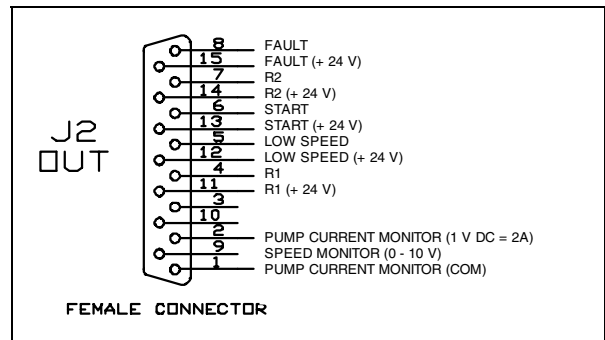 8 FAULT
15 FAULT (+ 24 V)
7 R2
14 R2 (+ 24 V)
6 START
13 START (+ 24 V)
5 LOW SPEED
12 LOW SPEED (+ 24 V)
4 R1
11 R1 (+ 24 V)
3
10
2 PUMP CURRENT MONITOR (1 V DC = 2A)
9 SPEED MONITOR (0 - 10 V)
1 PUMP CURRENT MONITOR (COM)
J2
OUT
FEMALE CONNECTOR